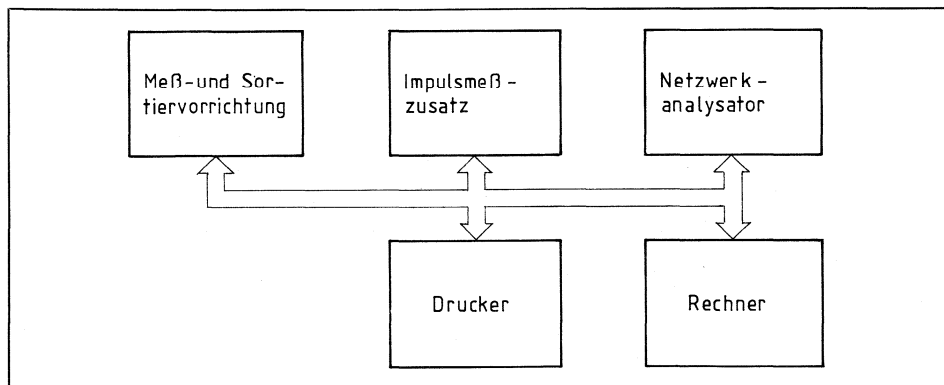 Meß-und Sor-
tiervorrichtung
Impulsmeß-
zusatz
Netzwerk-
analysator
Drucker
Rechner